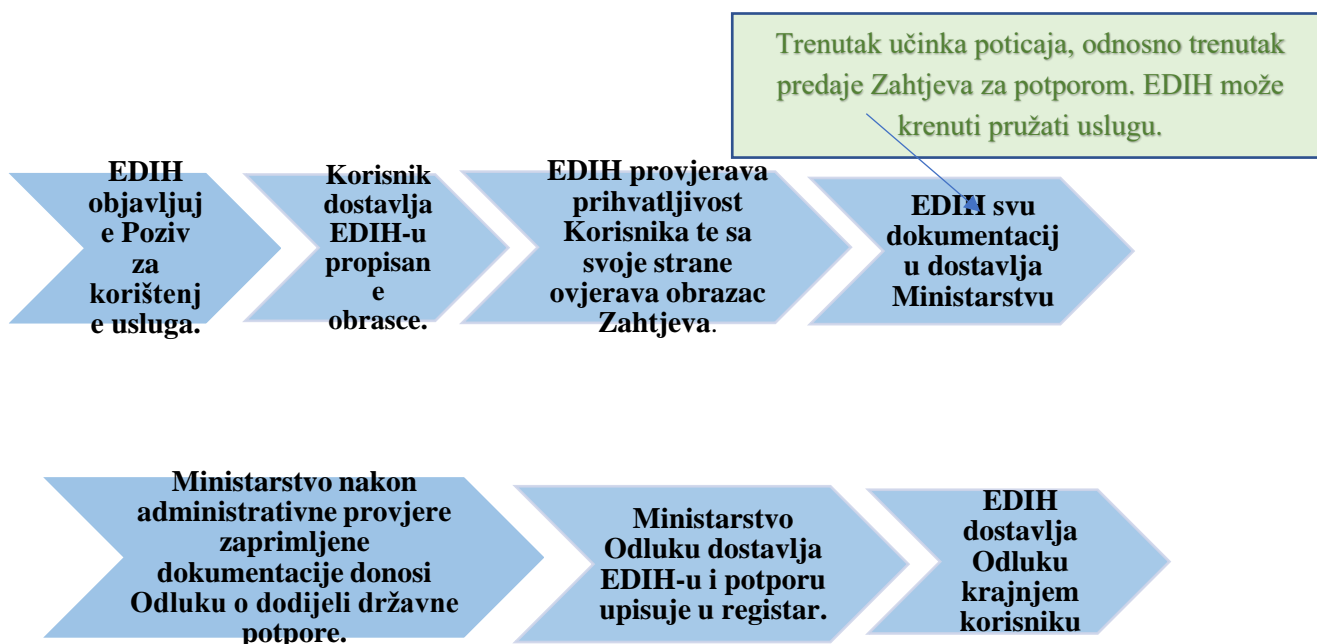 Trenutak učinka poticaja, odnosno trenutak
predaje Zahtjeva za potporom. EDIH može
krenuti pružati uslugu.
EDIH
objavljuj
e Poziv
za
korištenj
e usluga.
Korisnik
dostavlja
EDIH-u
propisan
e
obrasce.
EDIH provjerava
prihvatljivost
Korisnika te sa
svoje strane
ovjerava obrazac
Zahtjeva.
EDIH svu
dokumentacij
u dostavlja
Ministarstvu
Ministarstvo nakon
administrativne provjere
zaprimljene
dokumentacije donosi
Odluku o dodijeli državne
potpore.
Ministarstvo
Odluku dostavlja
EDIH-u i potporu
upisuje u registar.
EDIH
dostavlja
Odluku
krajnjem
korisniku